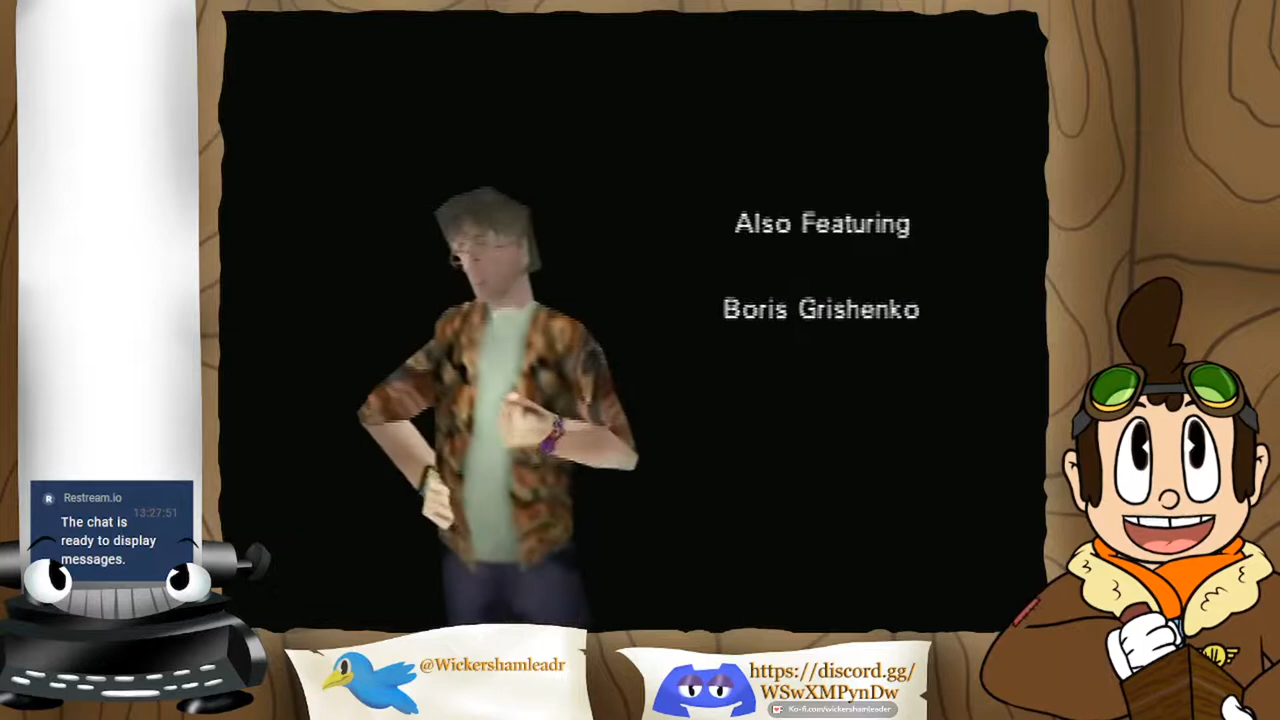 Also Featuring
Boris Grishenko
Restream.io
13:27:51
The chat is
ready to display
messages.
@Wickershamleadr
https://discord.gg/
WSwXMPynDw
Ko-fi.com/wickershamleader